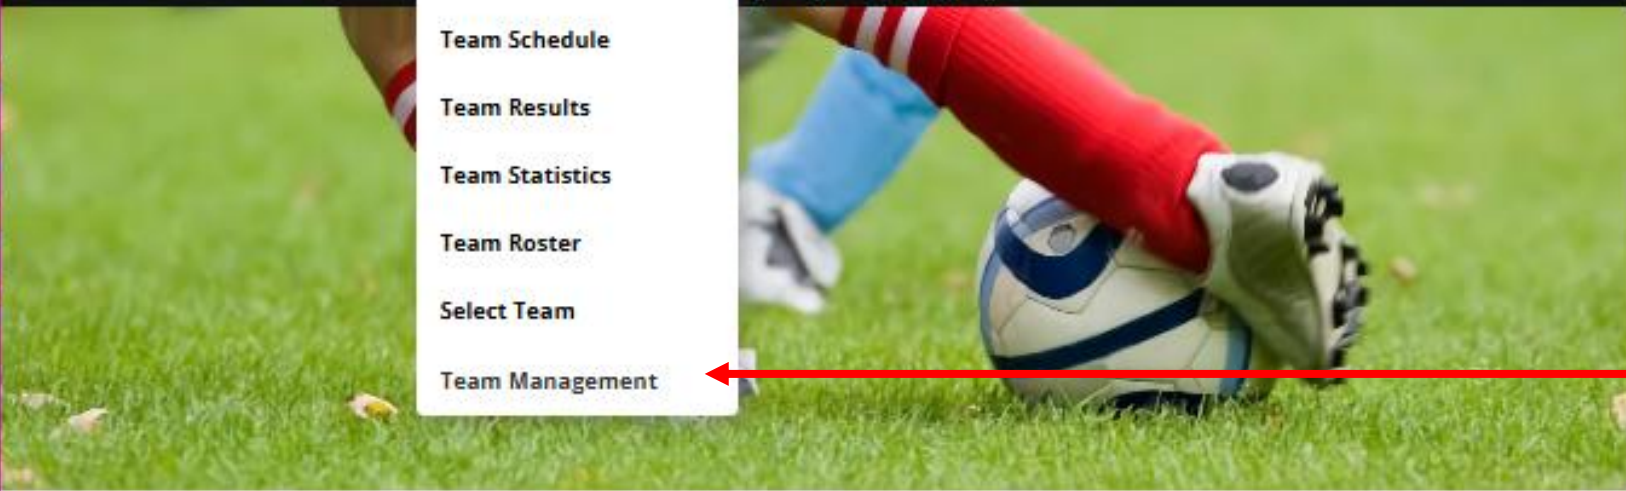 Team Schedule
Team Results
Team Statistics
Team Roster
Select Team
Team Management